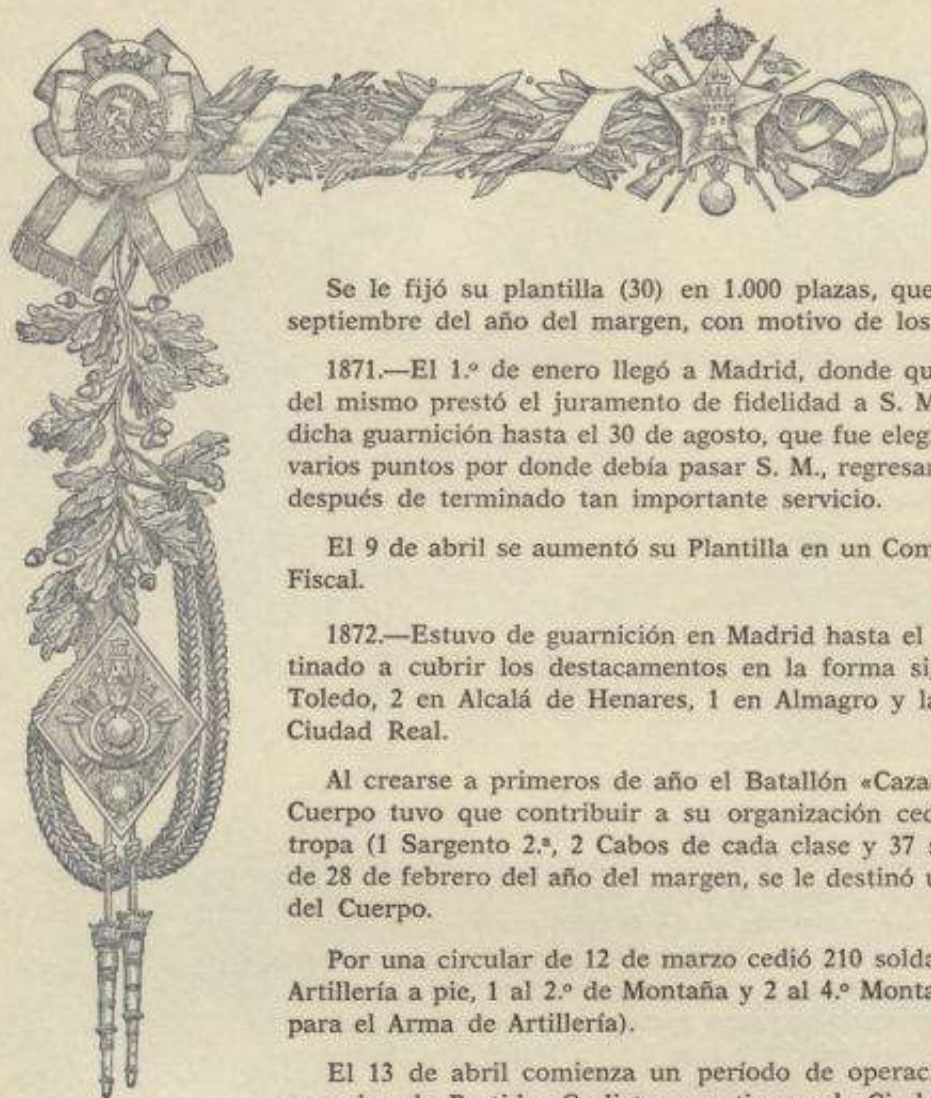 Se le fijó su plantilla (30) en 1.000 plazas, que
septiembre del año del margen, con motivo de los
1871.—El 1.º de enero llegó a Madrid, donde qu
del mismo prestó el juramento de fidelidad a S. M
dicha guarnición hasta el 30 de agosto, que fue eleg
varios puntos por donde debía pasar S. M., regresar
después de terminado tan importante servicio.
El 9 de abril se aumentó su Plantilla en un Com
Fiscal.
1872.—Estuvo de guarnición en Madrid hasta el
tinado a cubrir los destacamentos en la forma si
Toledo, 2 en Alcalá de Henares, 1 en Almagro y la
Ciudad Real.
Al crearse a primeros de año el Batallón «Caza
Cuerpo tuvo que contribuir a su organización ced
tropa (1 Sargento 2.ª, 2 Cabos de cada clase y 37 s
de 28 de febrero del año del margen, se le destinó u
del Cuerpo.
Por una circular de 12 de marzo cedió 210 solda
Artillería a pie, 1 al 2.º de Montaña y 2 al 4.º Monta
para el Arma de Artillería).
El 13 de abril comienza un período de operac